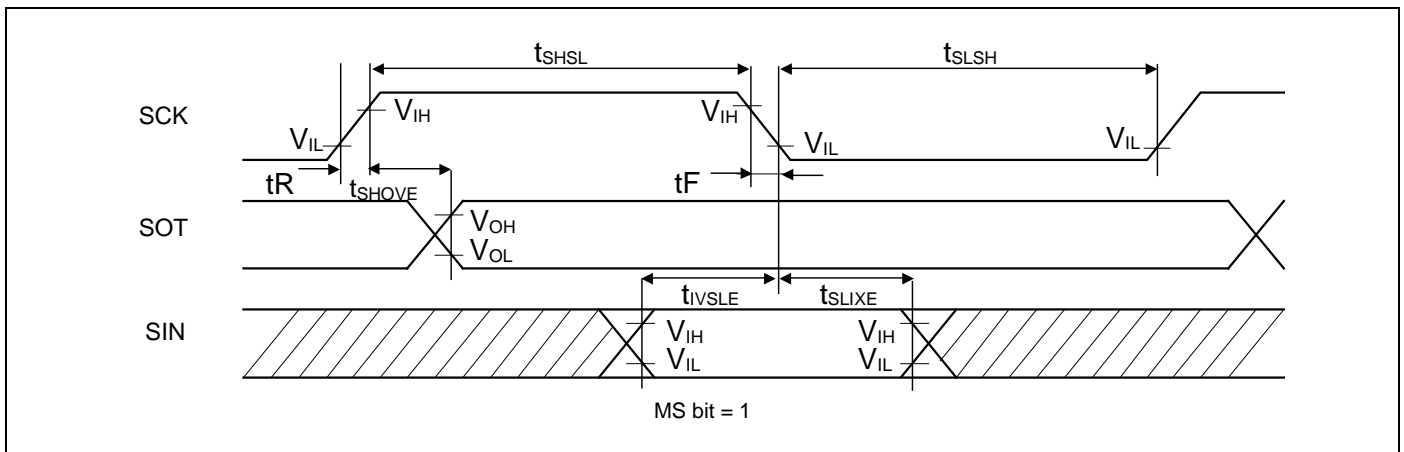 tSHSL tSLSH
SCK VIH VIH
VIL VIL VIL
tR tSHOVE tF
SOT VOH
VOL
tIVSLE tSLIXE
SIN VIH VIH
VIL VIL
MS bit = 1